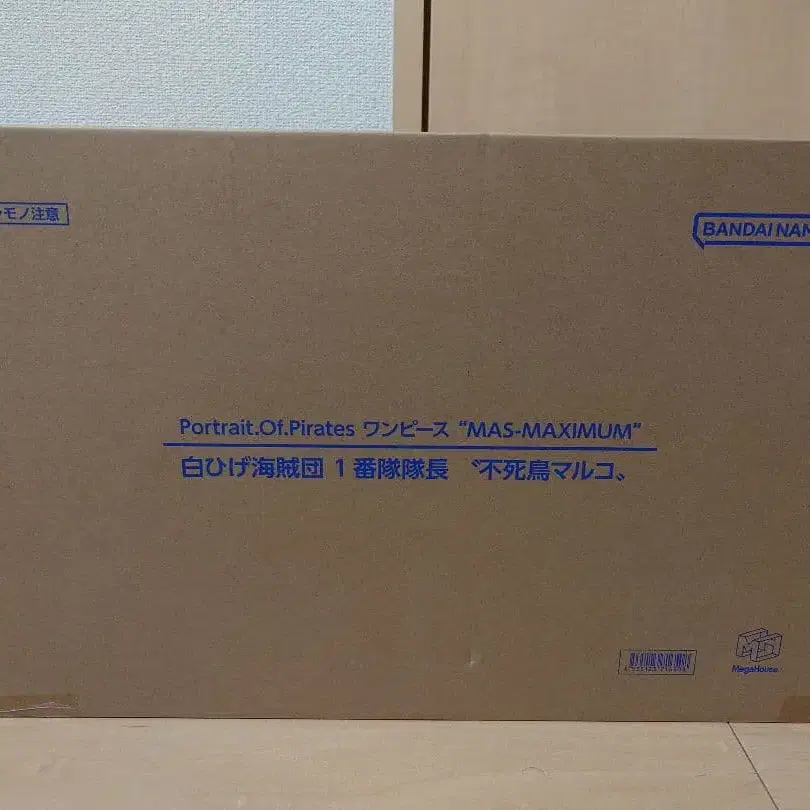 モノ注意
BANDAI NAM
Portrait.Of.Pirates ワンピース “MAS-MAXIMUM”
白ひげ海賊団 1番隊隊長 〝不死鳥マルコ〟
MegaHouse